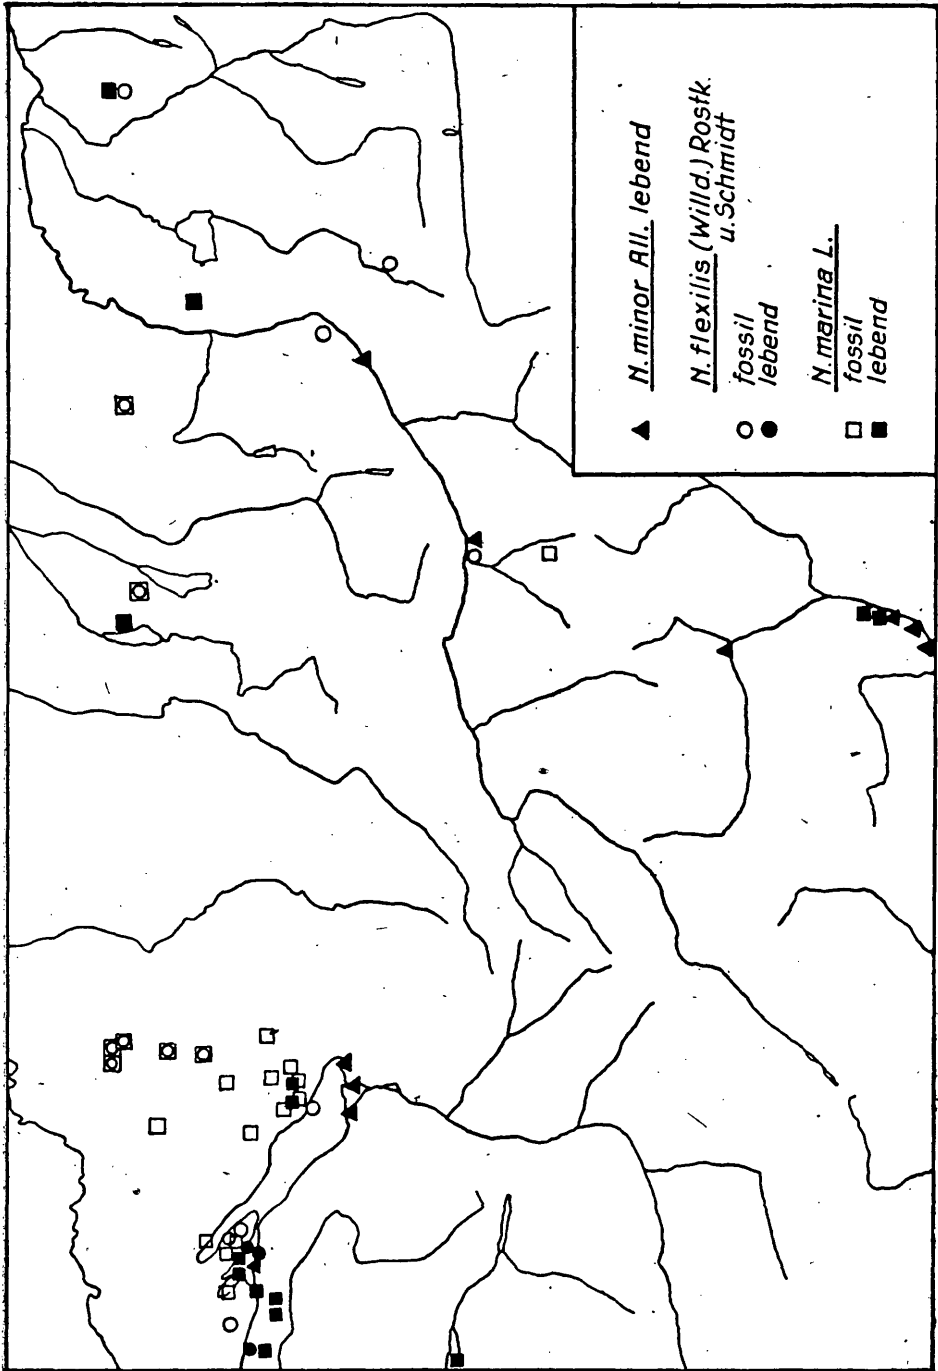 N. minor All. lebend
N. flexilis (Willd.) Rostk.
u. Schmidt
fossil
lebend
N. marina L.
fossil
lebend